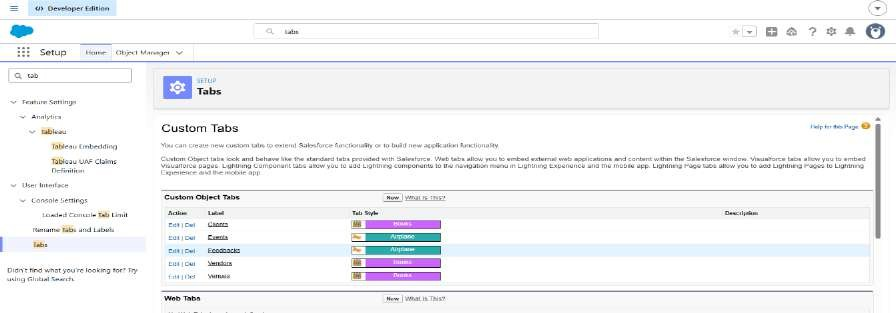 Developer Edition
tabs
Setup
Home
Object Manager
tab
Feature Settings
Analytics
Tableau
Tableau Embedding
Tableau UAF Claims
Definition
User Interface
Console Settings
Loaded Console Tab Limit
Rename Tabs and Labels
Tabs
Didn't find what you're looking for? Try
using Global Search.
SETUP
Tabs
Custom Tabs
Help for this Page
You can create new custom tabs to extend Salesforce functionality or to build new application functionality.
Custom Object tabs look and behave like the standard tabs provided with Salesforce. Web tabs allow you to embed external web applications and content within the Salesforce window. Visualforce tabs allow you to embed
Visualforce pages. Lightning Component tabs allow you to add Lightning components to the navigation menu in Lightning Experience and the mobile app. Lightning Page tabs allow you to add Lightning Pages to Lightning
Experience and the mobile app.
Custom Object Tabs New What Is This?
Action Label Tab Style Description
Edit | Del Clients Books
Edit | Del Events Airplane
Edit | Del Feedbacks Airplane
Edit | Del Vendors Books
Edit | Del Venues Books
Web Tabs New What Is This?